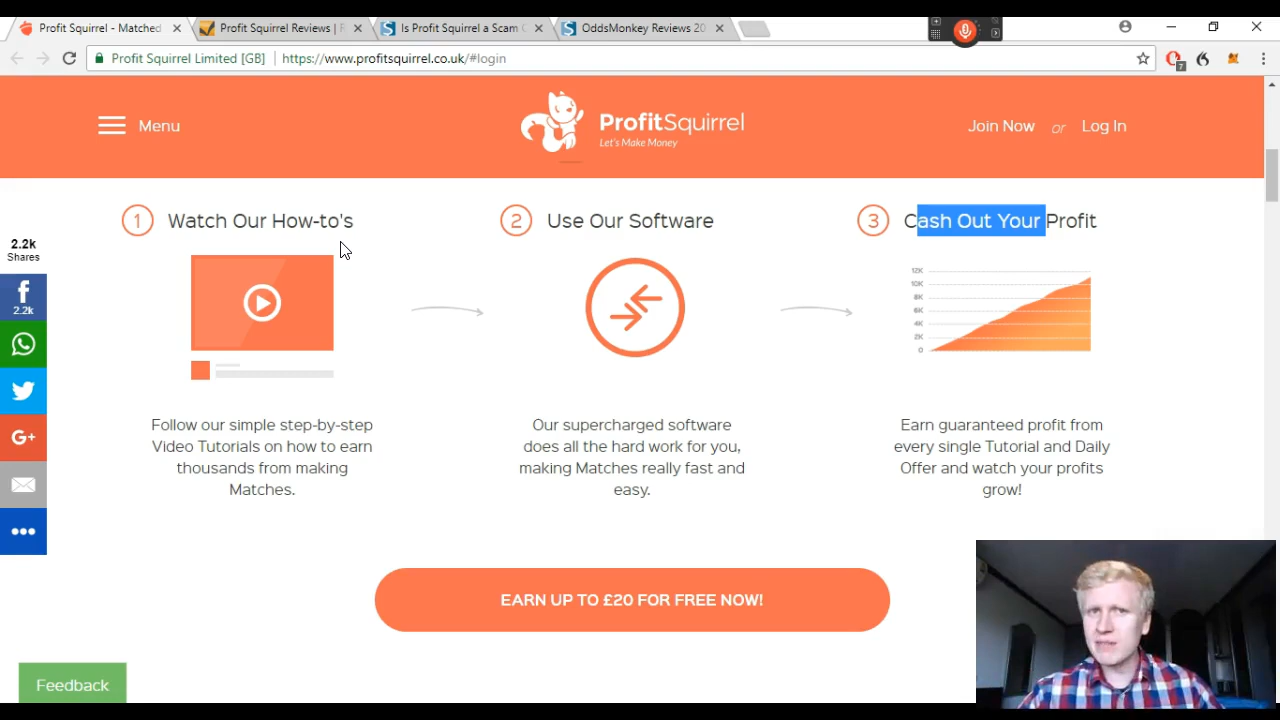 Profit Squirrel - Matched
Profit Squirrel Reviews | R
Is Profit Squirrel a Scam O
OddsMonkey Reviews 20
Profit Squirrel Limited [GB]
https://www.profitsquirrel.co.uk/#login
7
Menu
ProfitSquirrel
Let's Make Money
Join Now or Log In
1 Watch Our How-to's
2 Use Our Software
3 Cash Out Your Profit
2.2k
Shares
f
2.2k
G+
12K
10K
8K
6K
4K
2K
0
Follow our simple step-by-step
Video Tutorials on how to earn
thousands from making
Matches.
Our supercharged software
does all the hard work for you,
making Matches really fast and
easy.
Earn guaranteed profit from
every single Tutorial and Daily
Offer and watch your profits
grow!
EARN UP TO £20 FOR FREE NOW!
Feedback